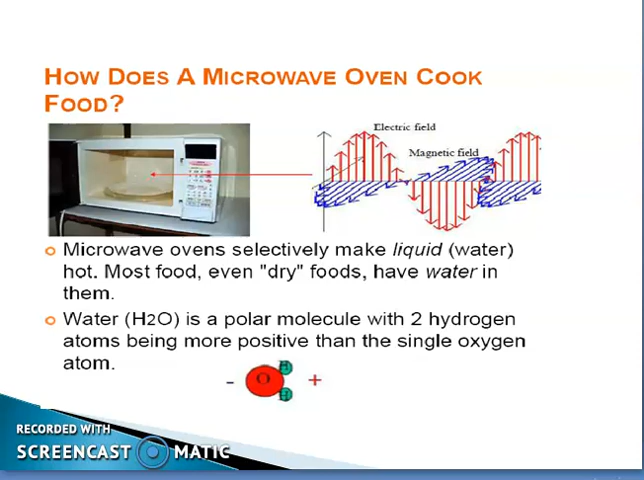 HOW DOES A MICROWAVE OVEN COOK
FOOD?
Electric field
Magnetic field
Microwave ovens selectively make liquid (water)
hot. Most food, even "dry" foods, have water in
them.
Water (H2O) is a polar molecule with 2 hydrogen
atoms being more positive than the single oxygen
atom.
H
- O +
H
RECORDED WITH
SCREENCAST MATIC